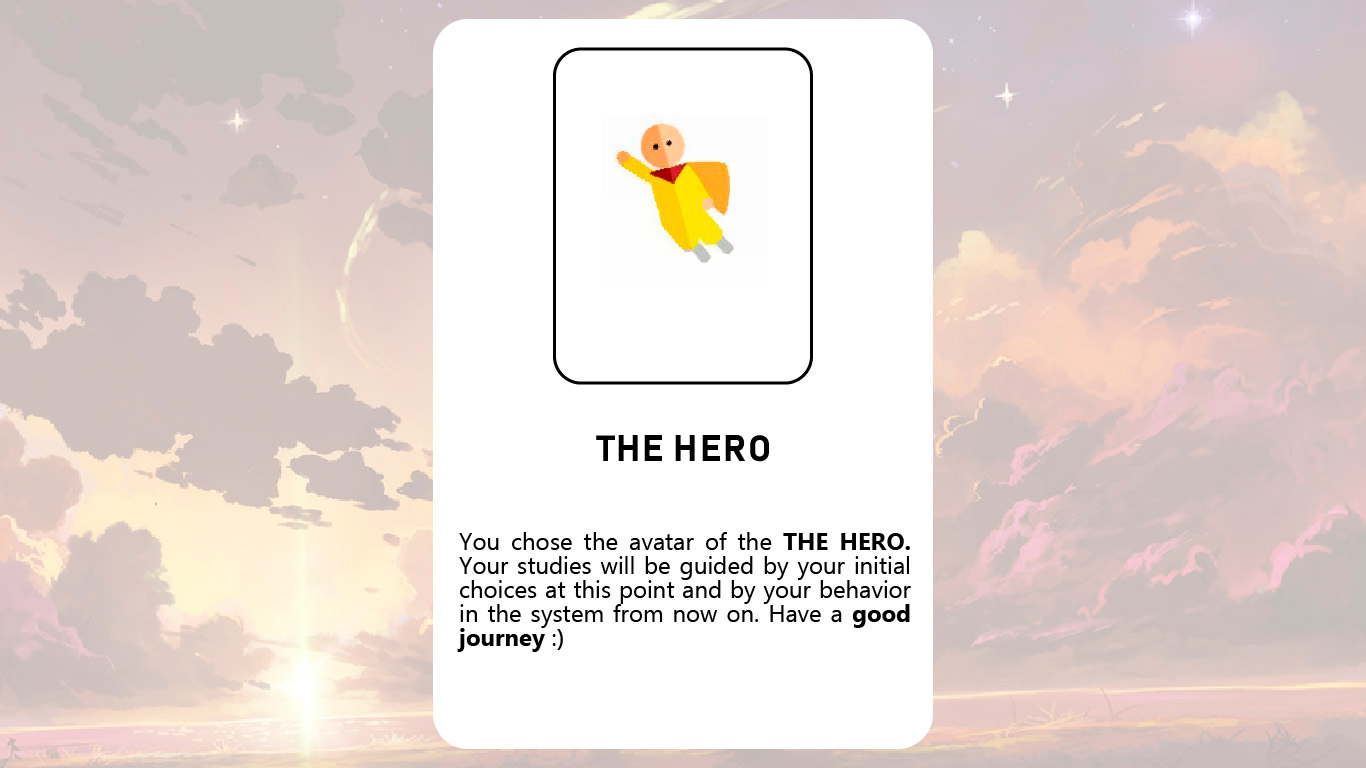 THE HERO
You chose the avatar of the THE HERO.
Your studies will be guided by your initial
choices at this point and by your behavior
in the system from now on. Have a good
journey :)